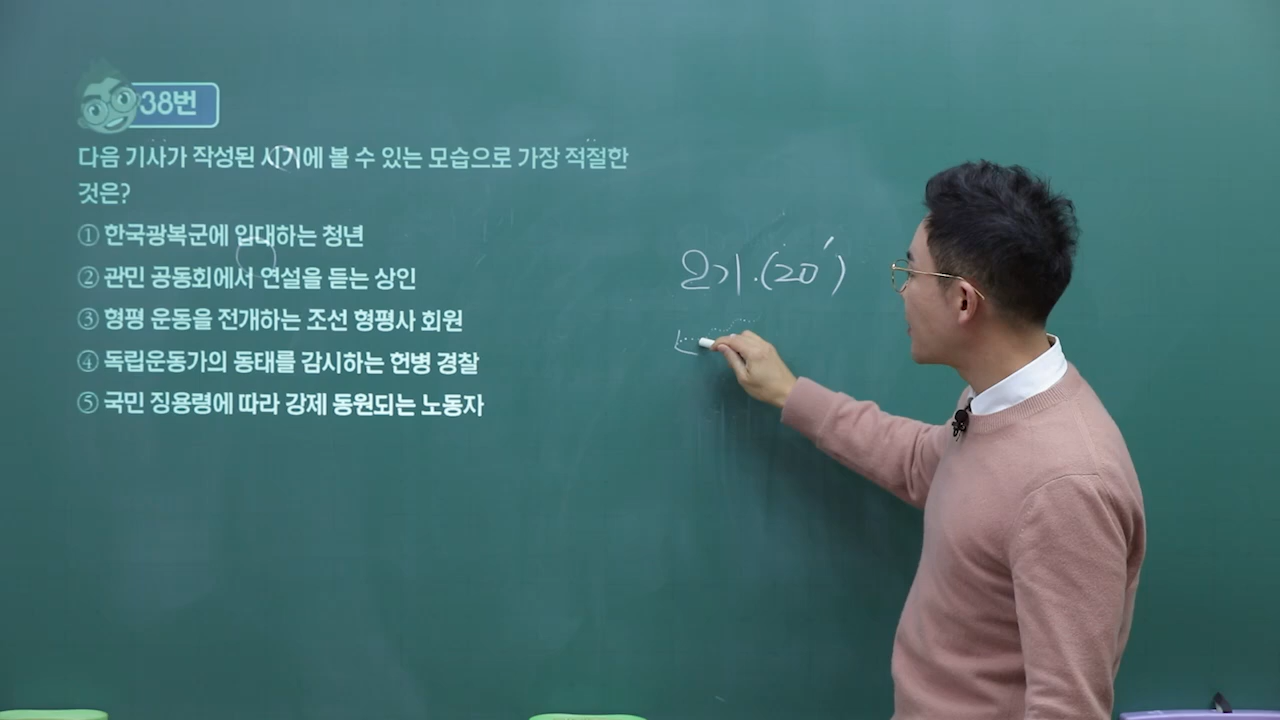 38번
다음 기사가 작성된 시기에 볼 수 있는 모습으로 가장 적절한
것은?
① 한국광복군에 입대하는 청년
② 관민 공동회에서 연설을 듣는 상인
③ 형평 운동을 전개하는 조선 형평사 회원
④ 독립운동가의 동태를 감시하는 헌병 경찰
⑤ 국민 징용령에 따라 강제 동원되는 노동자
2기.(20')